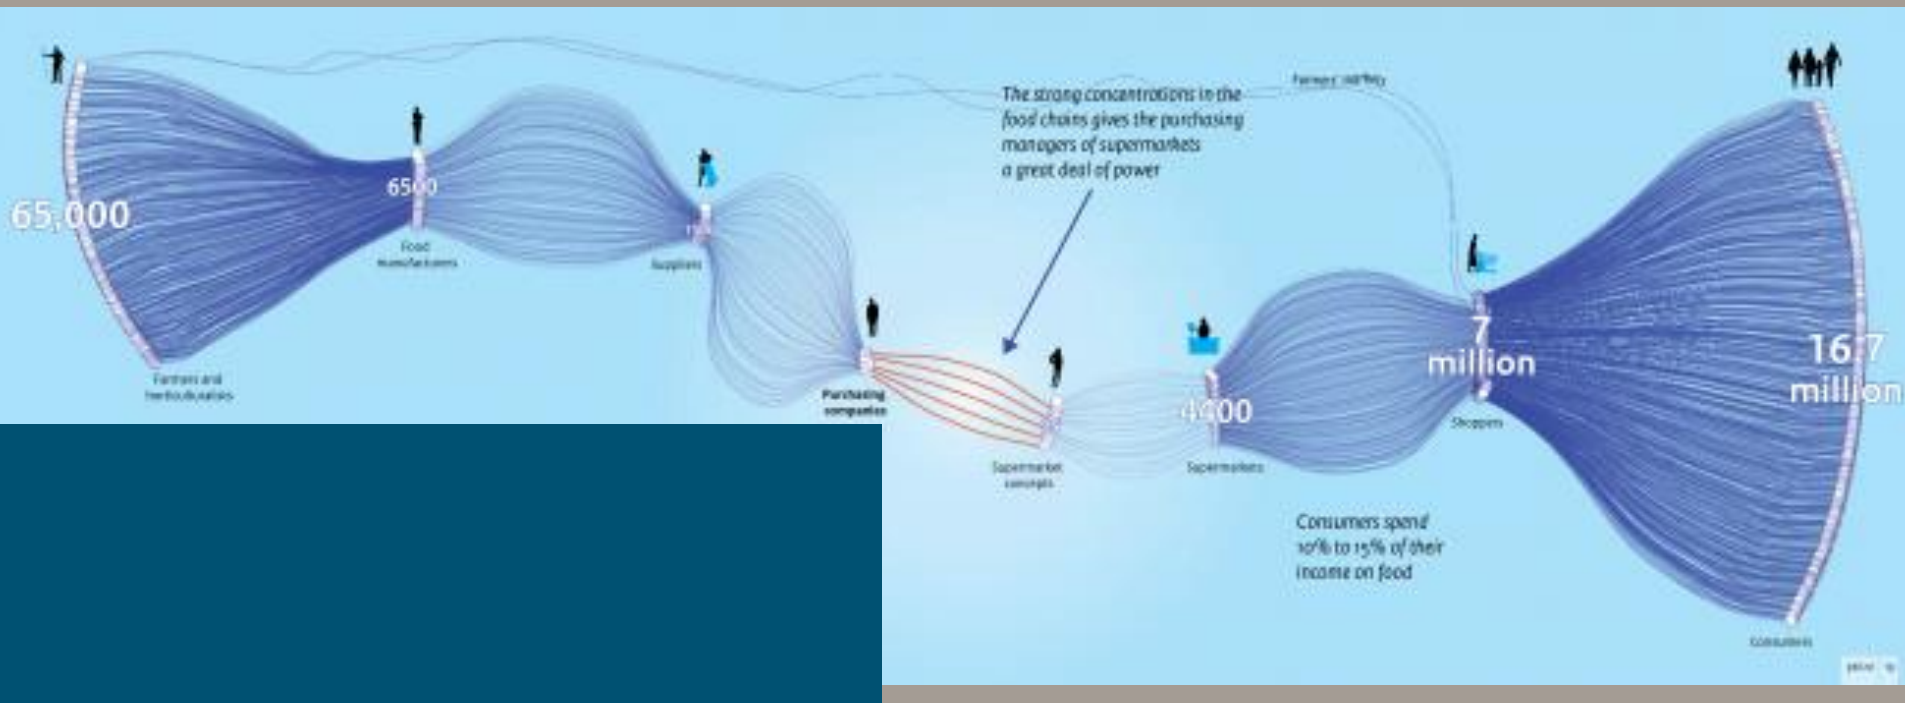 The strong concentrations in the
food chains gives the purchasing
managers of supermarkets
a great deal of power
65,000
6500
Farmers and
horticulturalists
Food
manufacturers
Suppliers
Purchasing
companies
Supermarket
concepts
4400
Supermarkets
7
million
Shoppers
16.7
million
Consumers
Consumers spend
10% to 15% of their
income on food